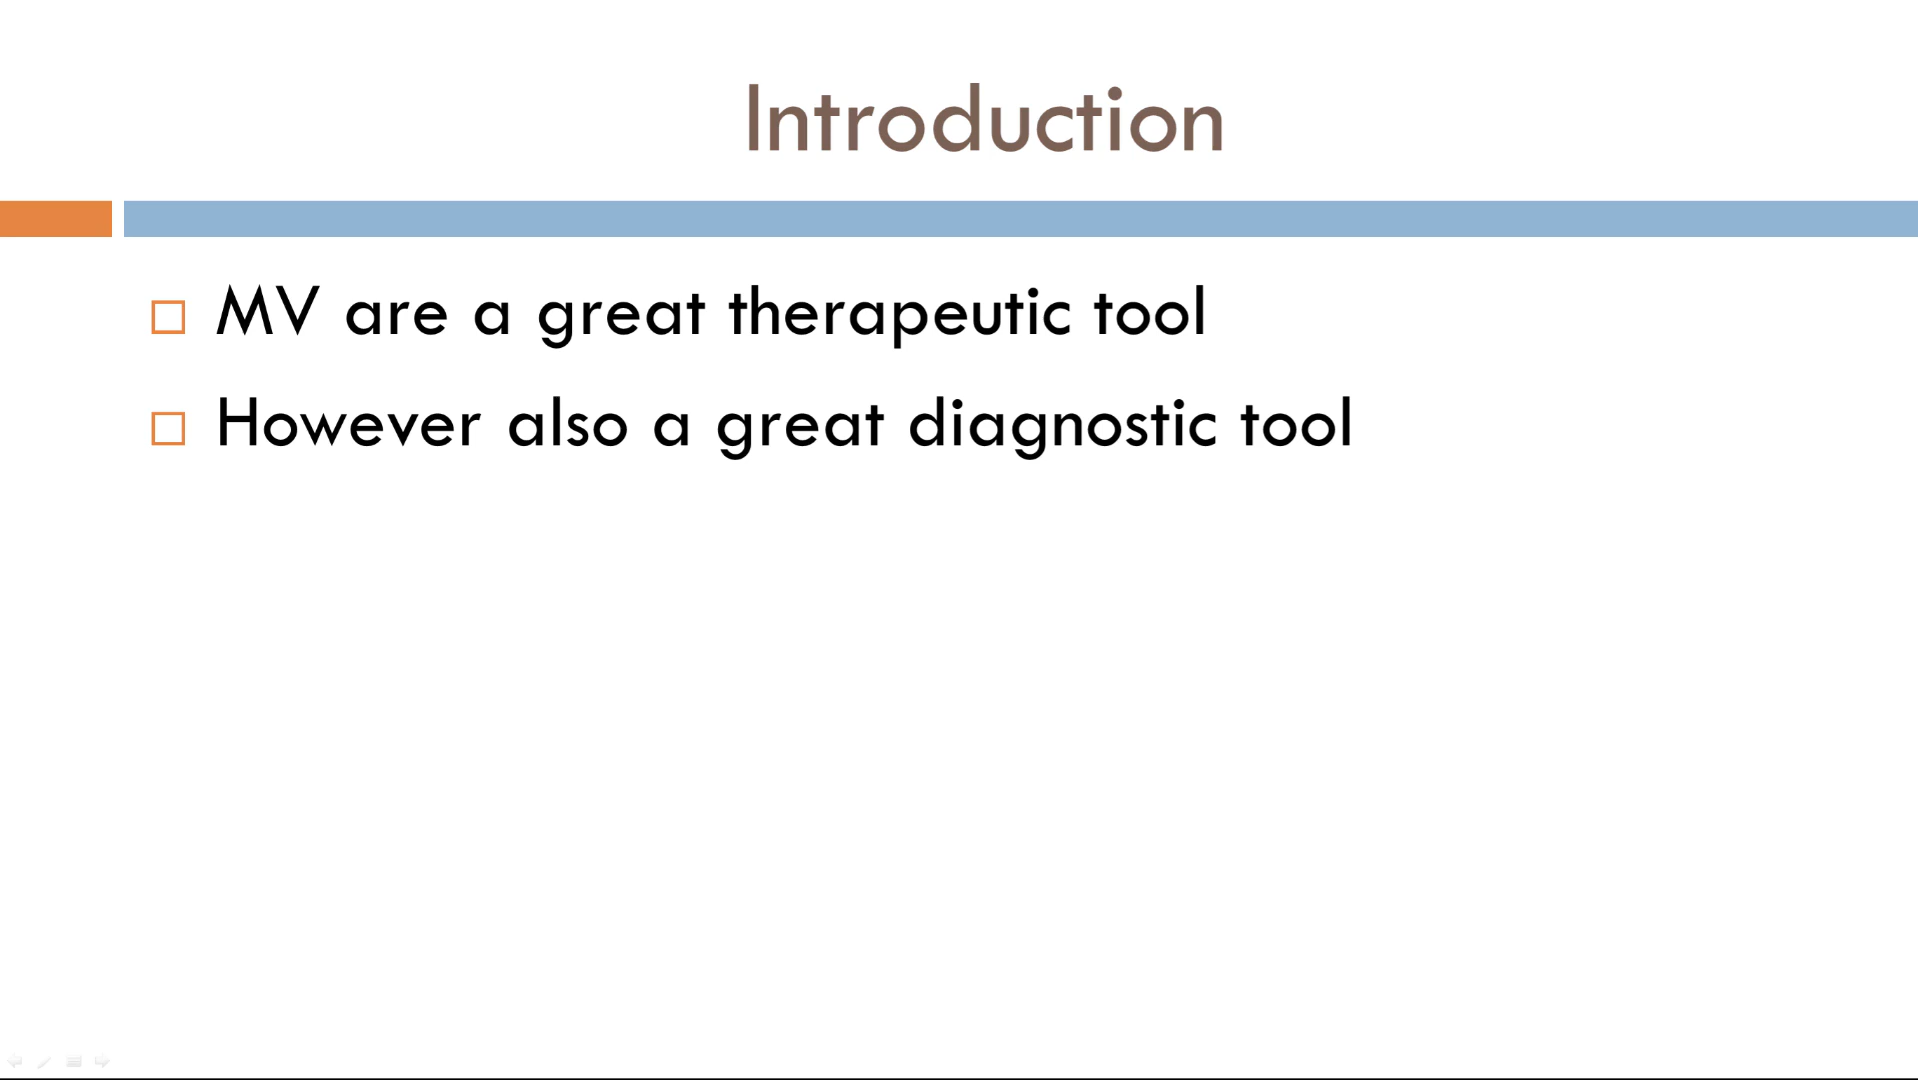 Introduction
MV are a great therapeutic tool
However also a great diagnostic tool